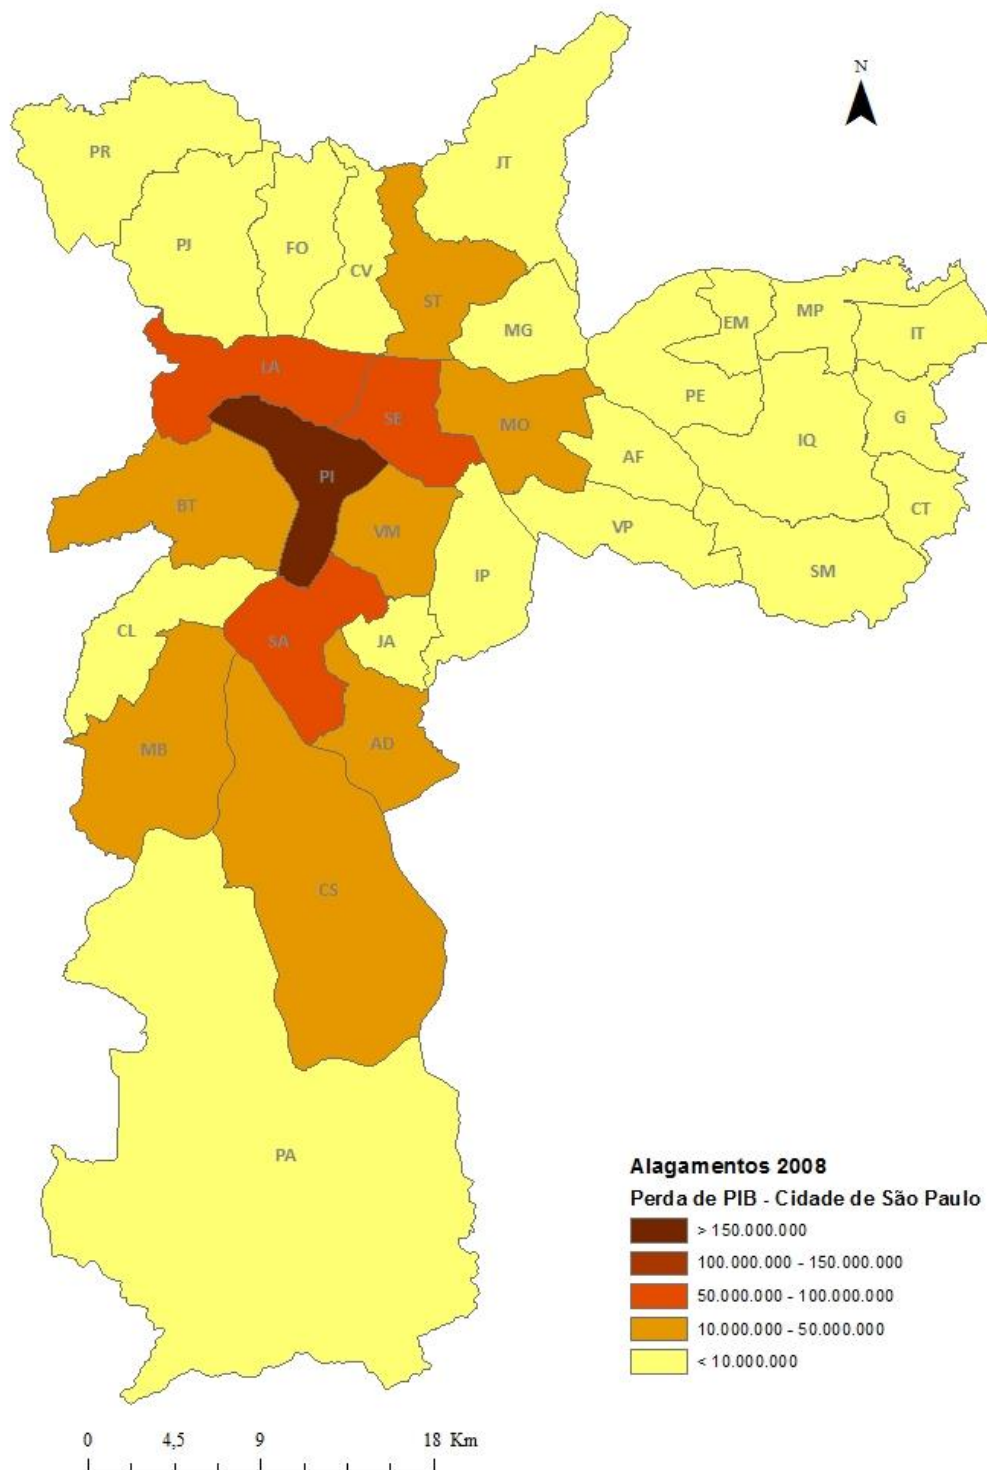 N
PR
JT
PJ
FO
CV
ST
MG
EM
MP
IT
LA
SE
MO
PE
IQ
G
AF
PI
BT
VM
VP
CT
SM
IP
CL
SA
JA
MB
AD
CS
PA
Alagamentos 2008
Perda de PIB - Cidade de São Paulo
> 150.000.000
100.000.000 - 150.000.000
50.000.000 - 100.000.000
10.000.000 - 50.000.000
< 10.000.000
0 4,5 9 18 Km